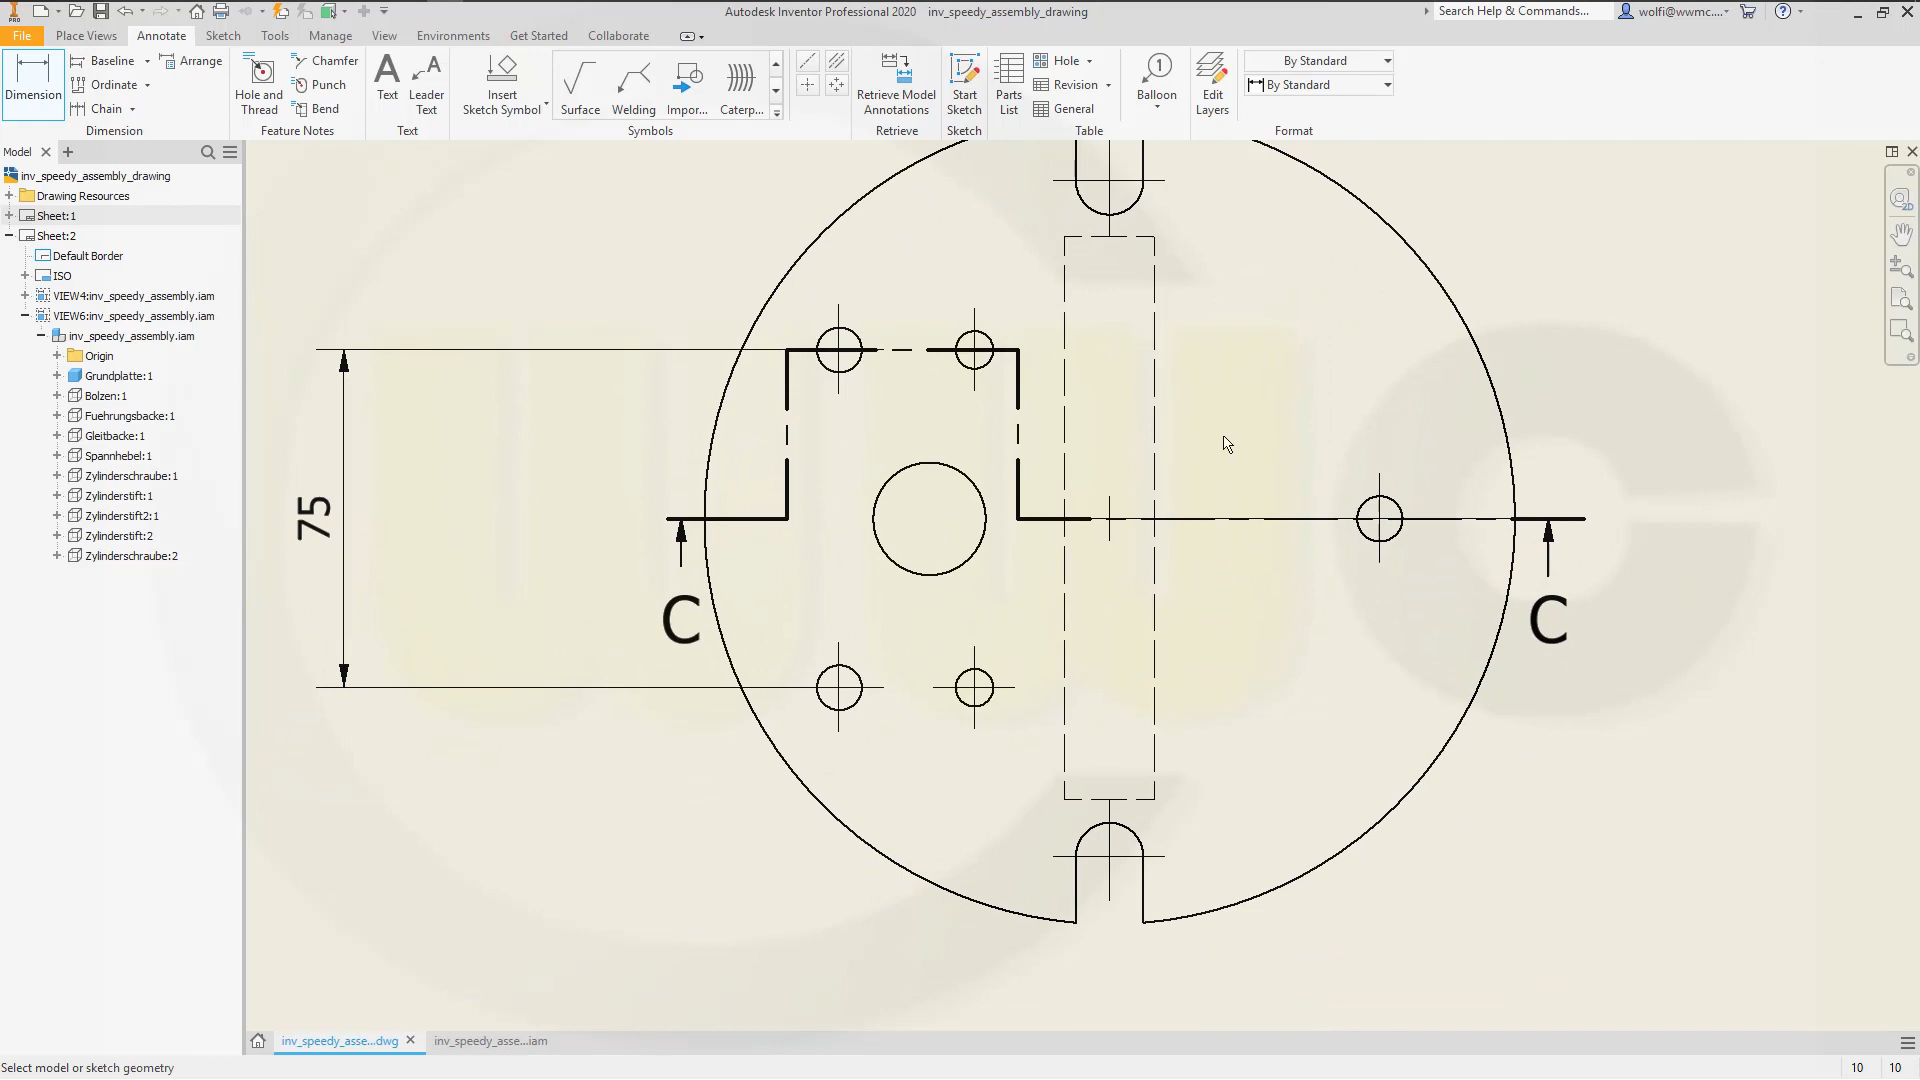 Autodesk Inventor Professional 2020 inv_speedy_assembly_drawing
Search Help & Commands...
wolfi@wwmc....
PRO
File Place Views Annotate Sketch Tools Manage View Environments Get Started Collaborate
Dimension
Baseline
Ordinate
Chain
Arrange
Dimension
Hole and Thread
Chamfer
Punch
Bend
Feature Notes
Text
Leader Text
Text
Insert Sketch Symbol
Surface
Welding
Impor...
Caterp...
Symbols
Retrieve Model Annotations
Retrieve
Start Sketch
Sketch
Parts List
Hole
Revision
General
Table
Balloon
Edit Layers
By Standard
By Standard
Format
Model
inv_speedy_assembly_drawing
Drawing Resources
Sheet:1
Sheet:2
Default Border
ISO
VIEW4:inv_speedy_assembly.iam
VIEW6:inv_speedy_assembly.iam
inv_speedy_assembly.iam
Origin
Grundplatte:1
Bolzen:1
Fuehrungsbacke:1
Gleitbacke:1
Spannhebel:1
Zylinderschraube:1
Zylinderstift:1
Zylinderstift2:1
Zylinderstift:2
Zylinderschraube:2
75
C
C
inv_speedy_asse...dwg
inv_speedy_asse...iam
Select model or sketch geometry
10 10